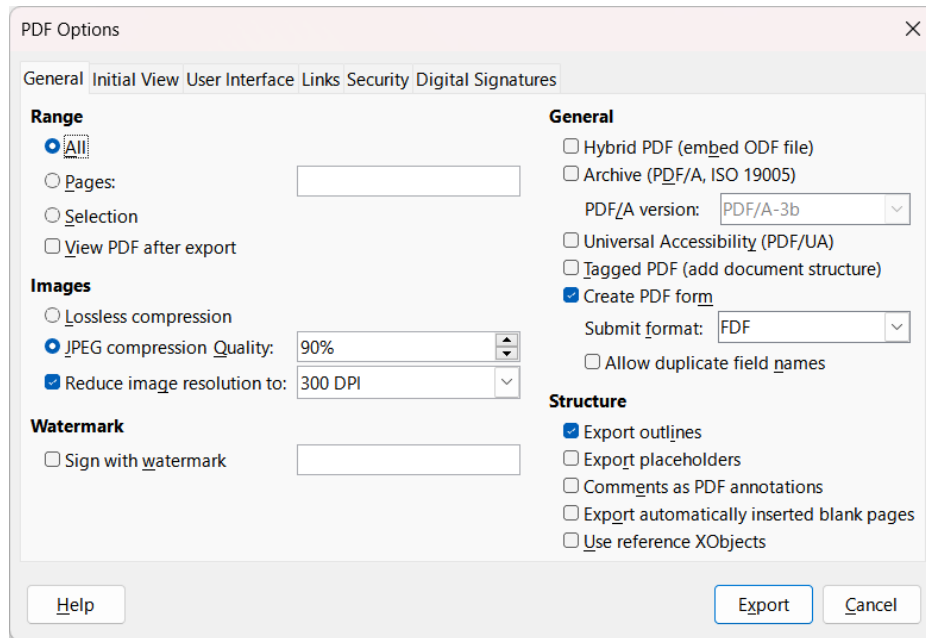 PDF Options
General Initial View User Interface Links Security Digital Signatures
Range
All
Pages:
Selection
View PDF after export
Images
Lossless compression
JPEG compression Quality: 90%
Reduce image resolution to: 300 DPI
Watermark
Sign with watermark
General
Hybrid PDF (embed ODF file)
Archive (PDF/A, ISO 19005)
PDF/A version: PDF/A-3b
Universal Accessibility (PDF/UA)
Tagged PDF (add document structure)
Create PDF form
Submit format: FDF
Allow duplicate field names
Structure
Export outlines
Export placeholders
Comments as PDF annotations
Export automatically inserted blank pages
Use reference XObjects
Help Export Cancel